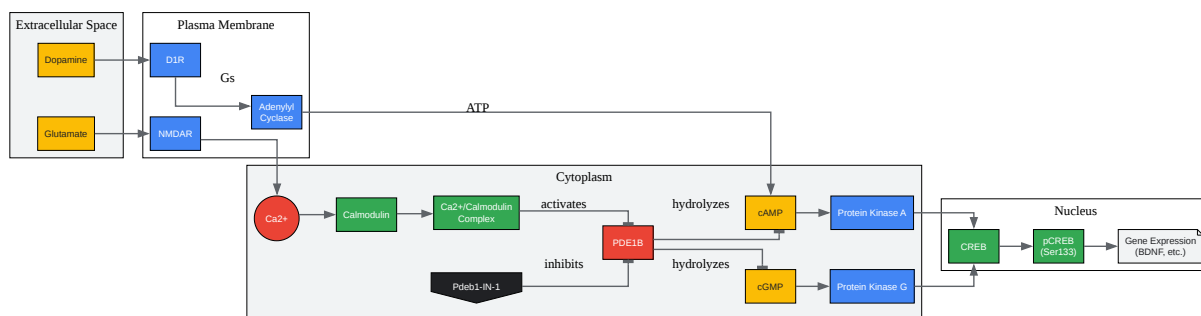 Extracellular Space
Plasma Membrane
Dopamine
D1R
Gs
Adenylyl
Cyclase
ATP
Glutamate
NMDAR
Cytoplasm
Ca2+
Calmodulin
Ca2+/Calmodulin
Complex
activates
hydrolyzes
cAMP
Protein Kinase A
PDE1B
Pdeb1-IN-1
inhibits
hydrolyzes
cGMP
Protein Kinase G
Nucleus
CREB
pCREB
(Ser133)
Gene Expression
(BDNF, etc.)